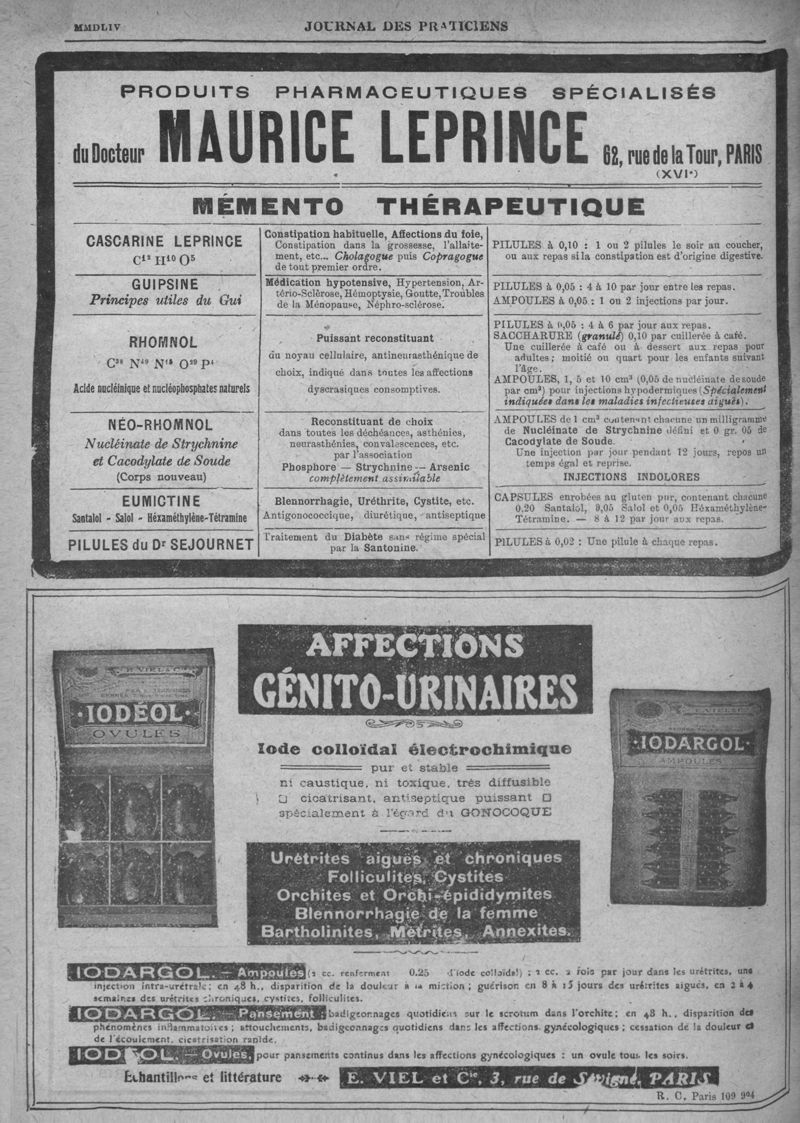 MMDLIV
JOURNAL DES PRATICIENS
PRODUITS PHARMACEUTIQUES SPÉCIALISÉS
du Docteur MAURICE LEPRINCE 62, rue de la Tour, PARIS
(XVIe)
MÉMENTO THÉRAPEUTIQUE
CASCARINE LEPRINCE
C¹² H¹⁰ O⁵
Constipation habituelle, Affections du foie,
Constipation dans la grossesse, l'allaite-
ment, etc... Cholagogue puis Copragogue
de tout premier ordre.
PILULES à 0,10 : 1 ou 2 pilules le soir au coucher,
ou aux repas si la constipation est d'origine digestive.
GUIPSINE
Principes utiles du Gui
Médication hypotensive, Hypertension, Ar-
tério-Sclérose, Hémoptysie, Goutte, Troubles
de la Ménopause, Néphro-sclérose.
PILULES à 0,05 : 4 à 10 par jour entre les repas.
AMPOULES à 0,05 : 1 ou 2 injections par jour.
RHOMNOL
Acide nucléinique et nucléophosphates naturels
Puissant reconstituant
du noyau cellulaire, antineurasthénique de
choix, indiqué dans toutes les affections
dyscrasiques consomptives.
PILULES à 0,05 : 4 à 6 par jour aux repas.
SACCHARURE (granulé) 0,10 par cuillerée à café.
Une cuillerée à café ou à dessert aux repas pour
adultes ; moitié ou quart pour les enfants suivant
l'âge.
AMPOULES, 1, 5 et 10 cm³ (0,05 de nucléinate de soude
par cm³) pour injections hypodermiques (Spécialement
indiquées dans les maladies infectieuses aiguës).
NÉO-RHOMNOL
Nucléinate de Strychnine
et Cacodylate de Soude
(Corps nouveau)
Reconstituant de choix
dans toutes les déchéances, asthénies,
neurasthénies, convalescences, etc.
par l'association
Phosphore — Strychnine — Arsenic
complètement assimilable
AMPOULES de 1 cm³ contenant chacune un milligramme
de Nucléinate de Strychnine défini et 0 gr. 05 de
Cacodylate de Soude.
Une injection par jour pendant 12 jours, repos un
temps égal et reprise.
INJECTIONS INDOLORES
EUMICTINE
Santalol - Salol - Héxaméthylène-Tétramine
Blennorrhagie, Uréthrite, Cystite, etc.
Antigonococcique, diurétique, antiseptique
CAPSULES enrobées au gluten pur, contenant chacune
0,20 Santalol, 0,05 Salol et 0,05 Héxaméthylène-
Tétramine. — 8 à 12 par jour aux repas.
PILULES du Dr SEJOURNET
Traitement du Diabète sans régime spécial
par la Santonine.
PILULES à 0,02 : Une pilule à chaque repas.
AFFECTIONS
GÉNITO-URINAIRES
IODÉOL
OVULES
IODARGOL
AMPOULES
Iode colloïdal électrochimique
pur et stable
ni caustique, ni toxique, très diffusible
cicatrisant, antiseptique puissant
spécialement à l'égard du GONOCOQUE
Urétrites aiguës et chroniques
Folliculites, Cystites
Orchites et Orchi-épididymites
Blennorrhagie de la femme
Bartholinites, Métrites, Annexites.
IODARGOL. — Ampoules (2 cc. renferment 0.25 d'iode colloïdal) ; 2 cc. 2 fois par jour dans les urétrites, une
injection intra-urétrale ; en 48 h., disparition de la douleur à la miction ; guérison en 8 à 15 jours des urétrites aiguës, en 2 à 4
semaines des urétrites chroniques, cystites, folliculites.
IODARGOL. — Pansement : badigeonnages quotidiens sur le scrotum dans l'orchite ; en 48 h., disparition des
phénomènes inflammatoires ; attouchements, badigeonnages quotidiens dans les affections gynécologiques ; cessation de la douleur et
de l'écoulement, cicatrisation rapide.
Ovules, pour pansements continus dans les affections gynécologiques : un ovule tous les soirs.
Échantillons et littérature E. VIEL et Cie, 3, rue de Sévigné, PARIS
R. C. Paris 109 904